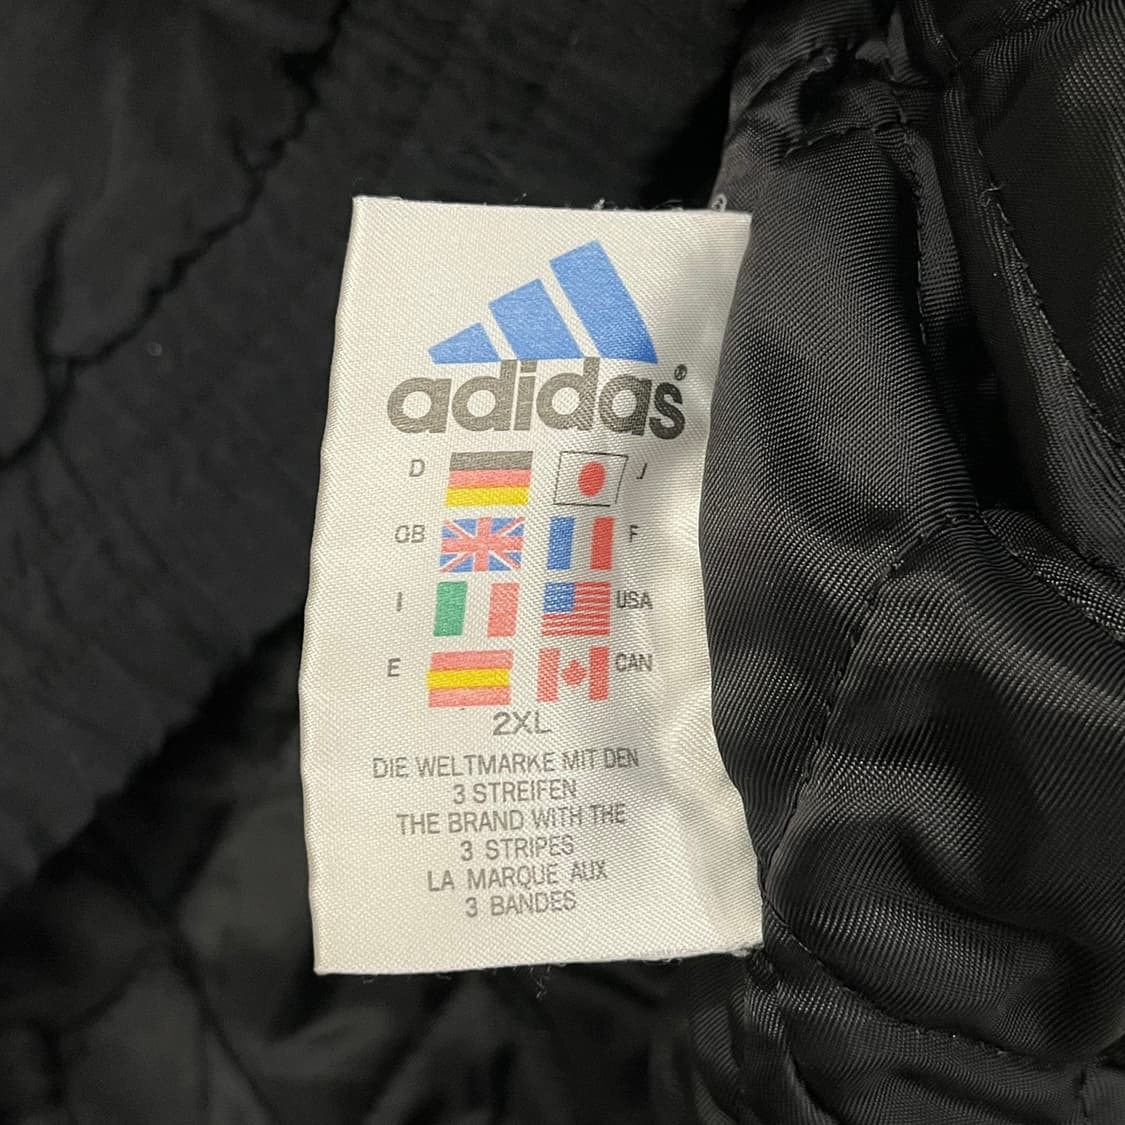 adidas®
D J
GB F
I USA
E CAN
2XL
DIE WELTMARKE MIT DEN
3 STREIFEN
THE BRAND WITH THE
3 STRIPES
LA MARQUE AUX
3 BANDES